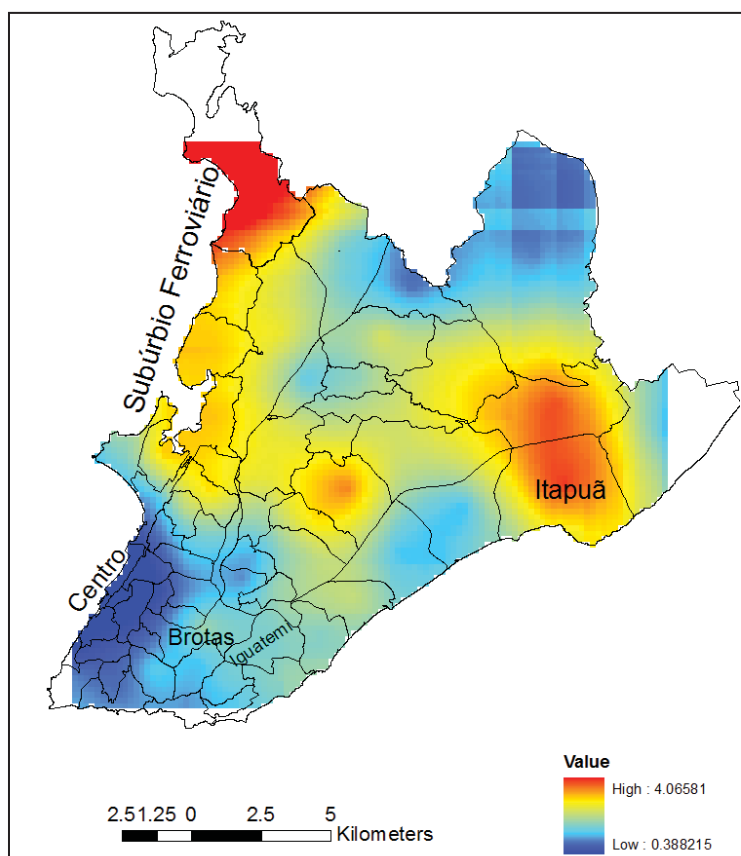 Subúrbio Ferroviário
Itapuã
Centro
Brotas
Iguatemi
Value
High : 4.06581
Low : 0.388215
2.51.25 0 2.5 5
Kilometers